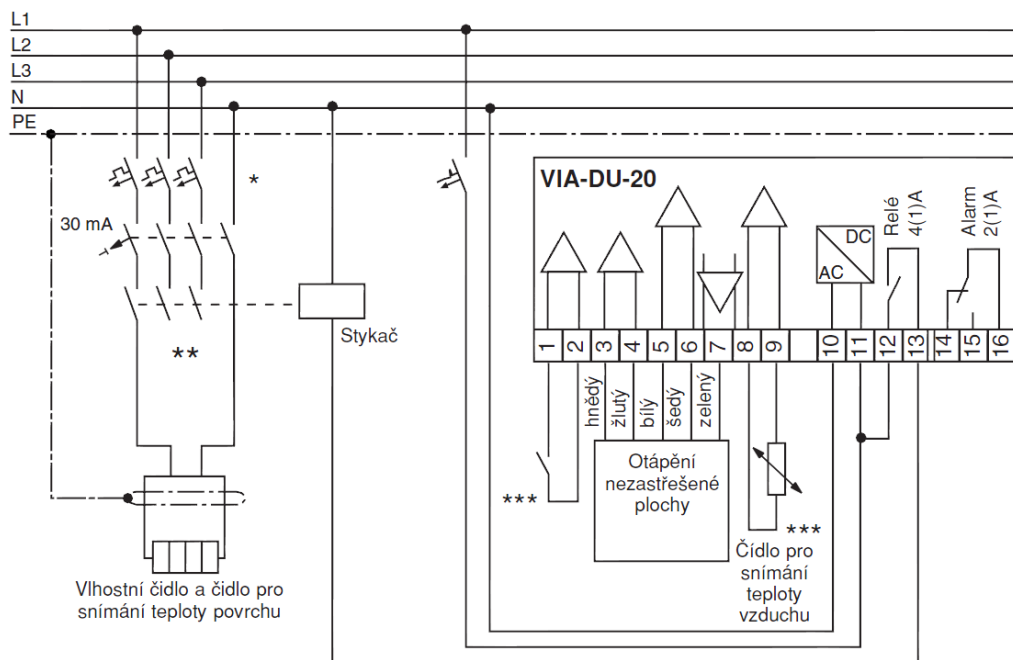 L1
L2
L3
N
PE
*
30 mA
**
Stykač
Vlhostní čidlo a čidlo pro
snímání teploty povrchu
VIA-DU-20
DC
AC
Relé
4(1)A
Alarm
2(1)A
1
2
3
4
5
6
7
8
9
10
11
12
13
14
15
16
hnědý
žlutý
bílý
šedý
zelený
Otápění
nezastřešené
plochy
***
***
Čídlo pro
snímání
teploty
vzduchu